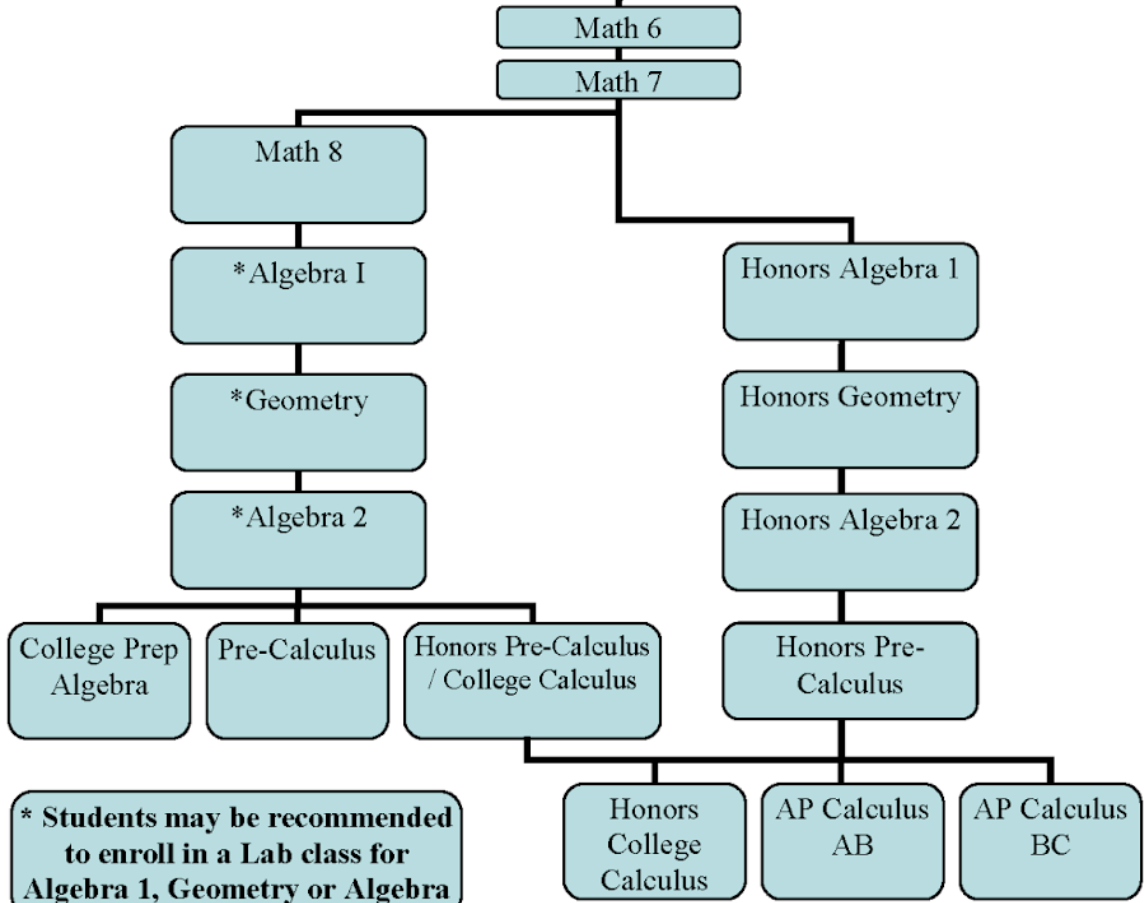 Math 6
Math 7
Math 8
*Algebra I
Honors Algebra 1
*Geometry
Honors Geometry
*Algebra 2
Honors Algebra 2
College Prep
Algebra
Pre-Calculus
Honors Pre-Calculus
/ College Calculus
Honors Pre-
Calculus
Honors
College
Calculus
AP Calculus
AB
AP Calculus
BC
* Students may be recommended
to enroll in a Lab class for
Algebra 1, Geometry or Algebra